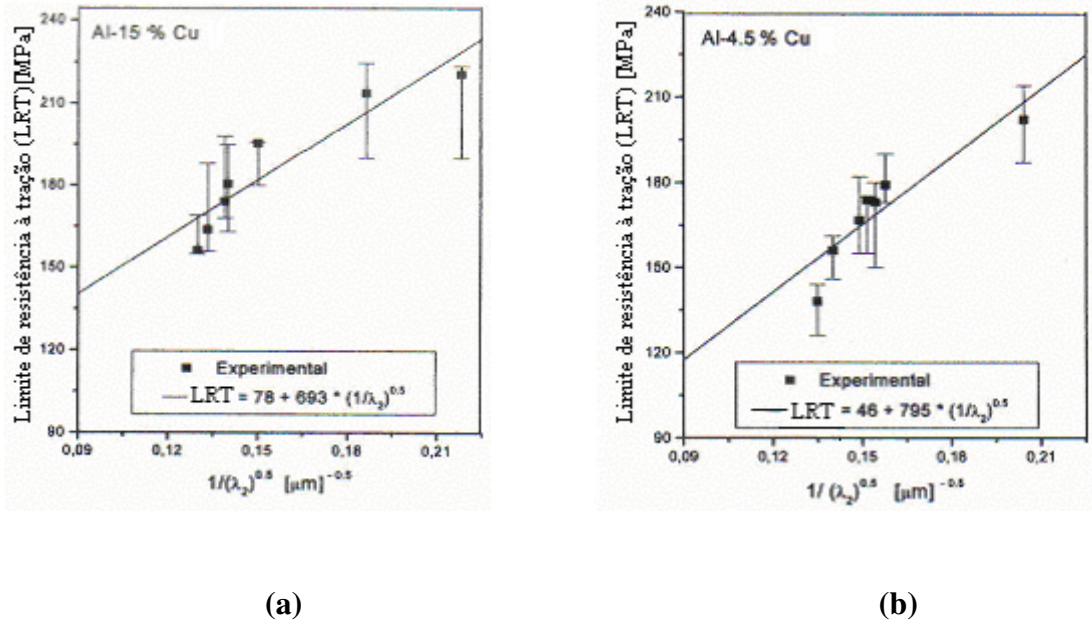 Limite de resistência à tração (LRT)[MPa]
Al-15 % Cu
240
210
180
150
120
80
Experimental
LRT = 78 + 693 * (1/λ₂)^0.5
0,09
0,12
0,15
0,18
0,21
1/(λ₂)^0.5 [μm]^-0.5
(a)
Limite de resistência à tração (LRT) [MPa]
Al-4.5 % Cu
240
210
180
150
120
90
Experimental
LRT = 46 + 795 * (1/λ₂)^0.5
0,09
0,12
0,15
0,18
0,21
1/ (λ₂)^0.5 [μm]^-0.5
(b)